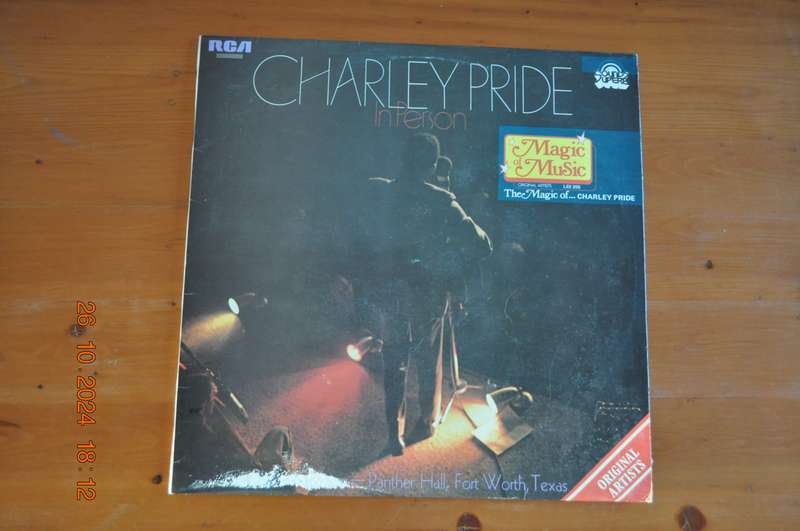 RCA
CHARLEY PRIDE
In Person
Magic
of
Music
ORIGINAL ARTISTS
The Magic of... CHARLEY PRIDE
Panther Hall, Fort Worth, Texas
ORIGINAL
ARTISTS
26 10 2024 18:12